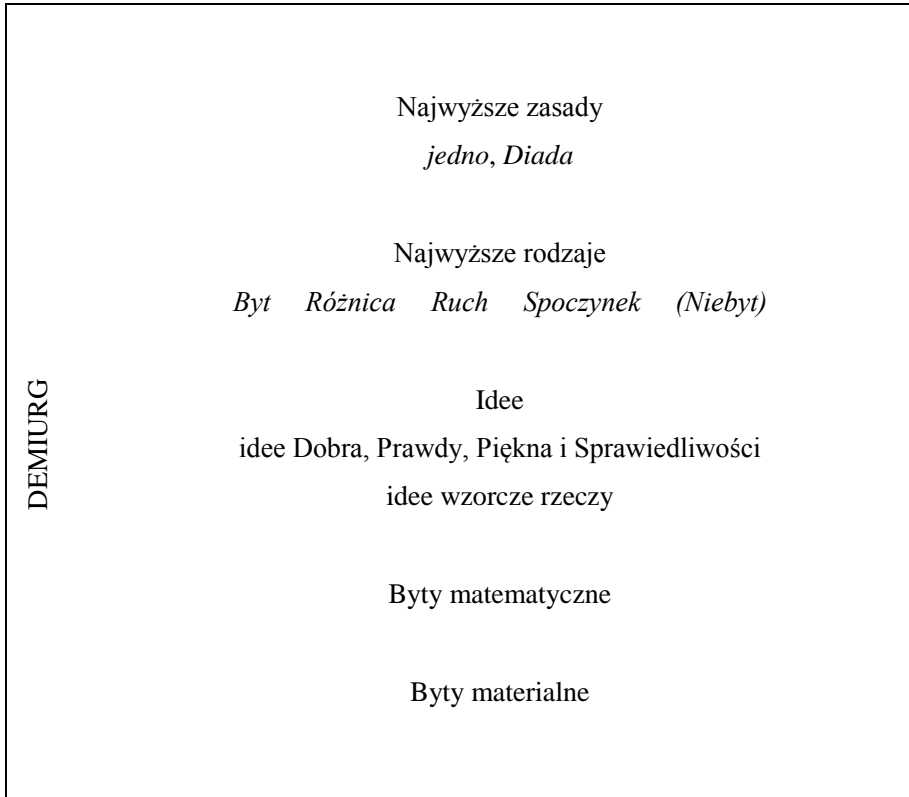 Najwyższe zasady
jedno, Diada
Najwyższe rodzaje
Byt Różnica Ruch Spoczynek (Niebyt)
DEMIURG
Idee
idee Dobra, Prawdy, Piękna i Sprawiedliwości
idee wzorcze rzeczy
Byty matematyczne
Byty materialne